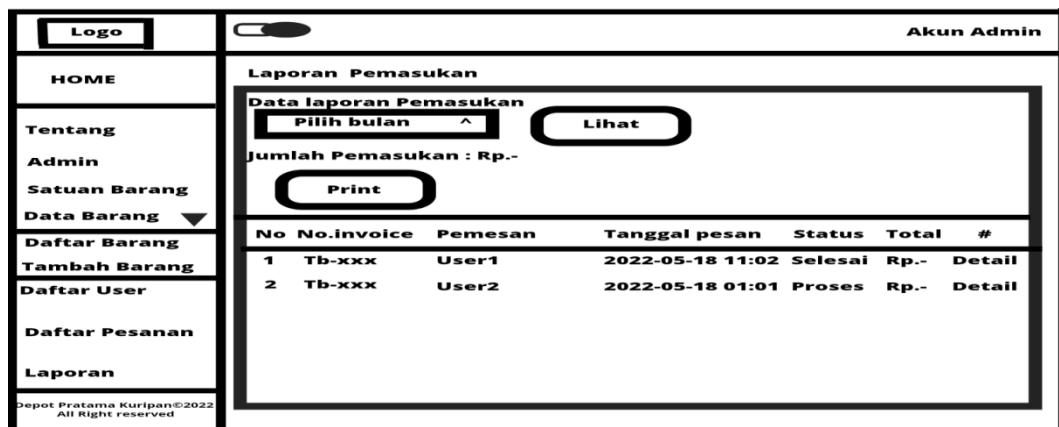 Logo
Akun Admin
HOME
Tentang
Admin
Satuan Barang
Data Barang
Daftar Barang
Tambah Barang
Daftar User
Daftar Pesanan
Laporan
Depot Pratama Kuripan©2022
All Right reserved
Laporan Pemasukan
Data laporan Pemasukan
Pilih bulan ^ Lihat
Jumlah Pemasukan : Rp.-
Print
No No.invoice Pemesan Tanggal pesan Status Total #
1 Tb-xxx User1 2022-05-18 11:02 Selesai Rp.- Detail
2 Tb-xxx User2 2022-05-18 01:01 Proses Rp.- Detail